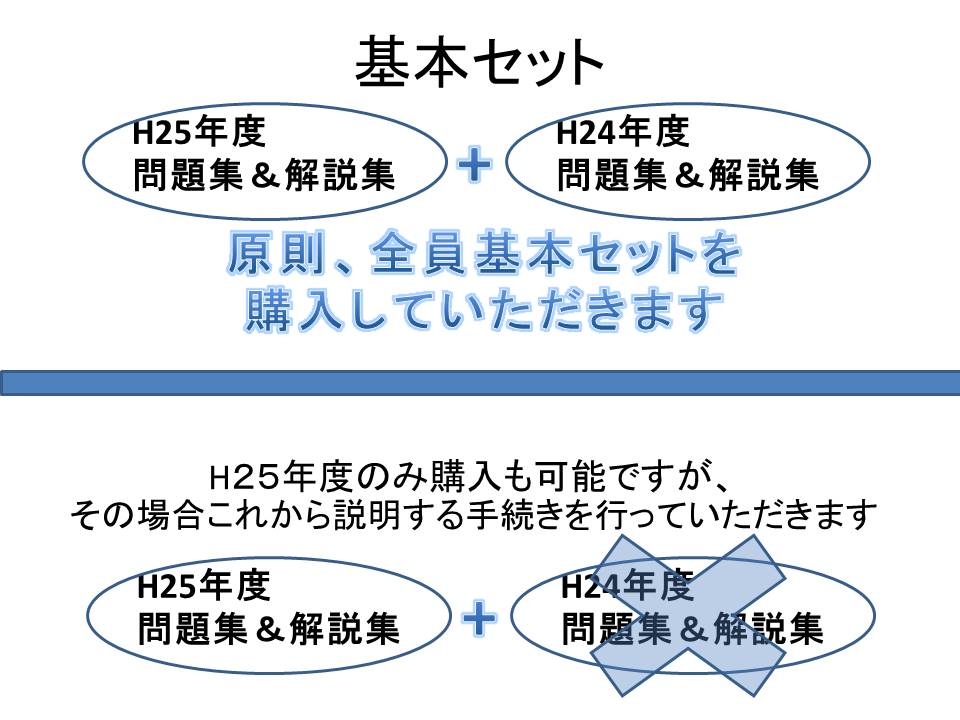 基本セット
H25年度
問題集＆解説集
+
H24年度
問題集＆解説集
原則、全員基本セットを
購入していただきます
H２５年度のみ購入も可能ですが、
その場合これから説明する手続きを行っていただきます
H25年度
問題集＆解説集
+
H24年度
問題集＆解説集